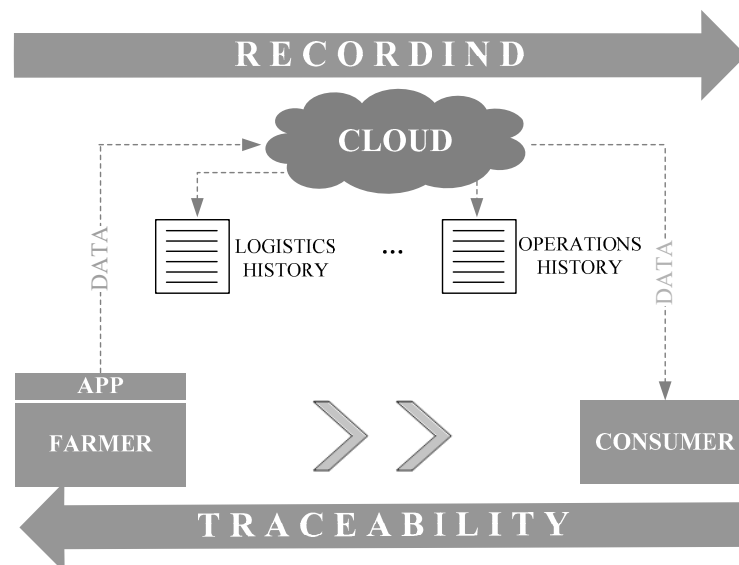 RECORDIND
CLOUD
DATA
LOGISTICS
HISTORY
...
OPERATIONS
HISTORY
DATA
APP
FARMER
CONSUMER
TRACEABILITY